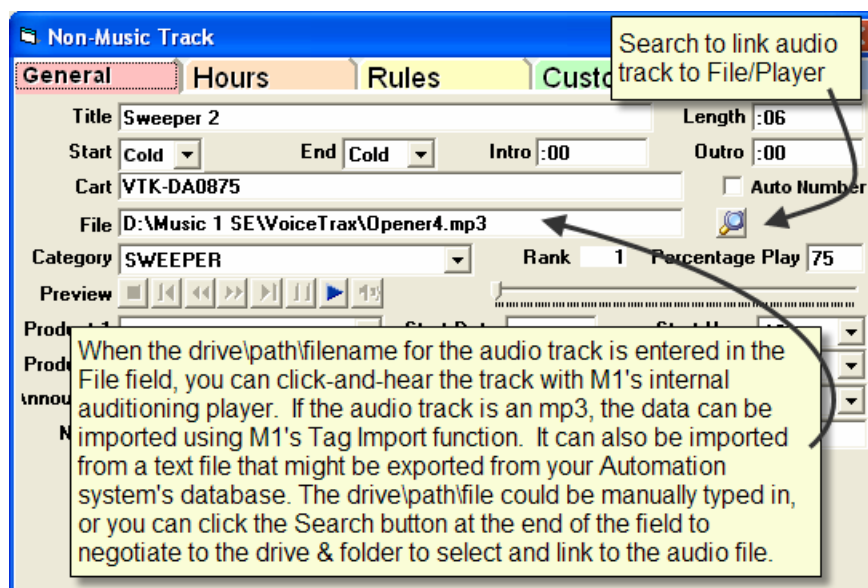 Non-Music Track
Search to link audio
track to File/Player
General Hours Rules
Title Sweeper 2 Length :06
Start Cold End Cold Intro :00 Outro :00
Cart VTK-DA0875 Auto Number
File D:\Music 1 SE\VoiceTrax\Opener4.mp3
Category SWEEPER Rank 1 Percentage Play 75
Preview
When the drive\path\filename for the audio track is entered in the
File field, you can click-and-hear the track with M1's internal
auditioning player. If the audio track is an mp3, the data can be
imported using M1's Tag Import function. It can also be imported
from a text file that might be exported from your Automation
system's database. The drive\path\file could be manually typed in,
or you can click the Search button at the end of the field to
negotiate to the drive & folder to select and link to the audio file.